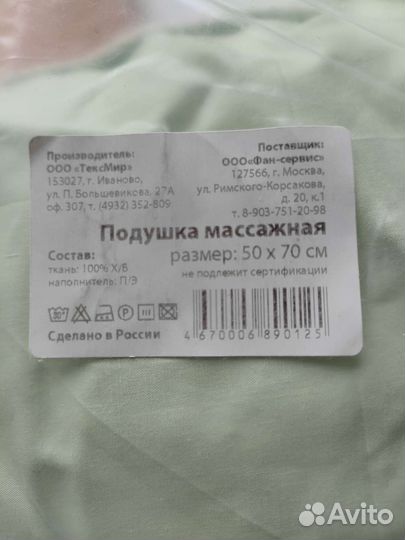 Производитель:
ООО «ТексМир»
153027, г. Иваново,
ул. П. Большевикова, 27А
оф. 307, т. (4932) 352-809
Поставщик:
ООО«Фан-сервис»
127566, г. Москва,
ул. Римского-Корсакова,
д. 20, к.1
т. 8-903-751-20-98
Подушка массажная
размер: 50 х 70 см
не подлежит сертификации
Состав:
ткань: 100% Х/Б
наполнитель: П/Э
30°
P
Сделано в России
4 670006 890125
Avito